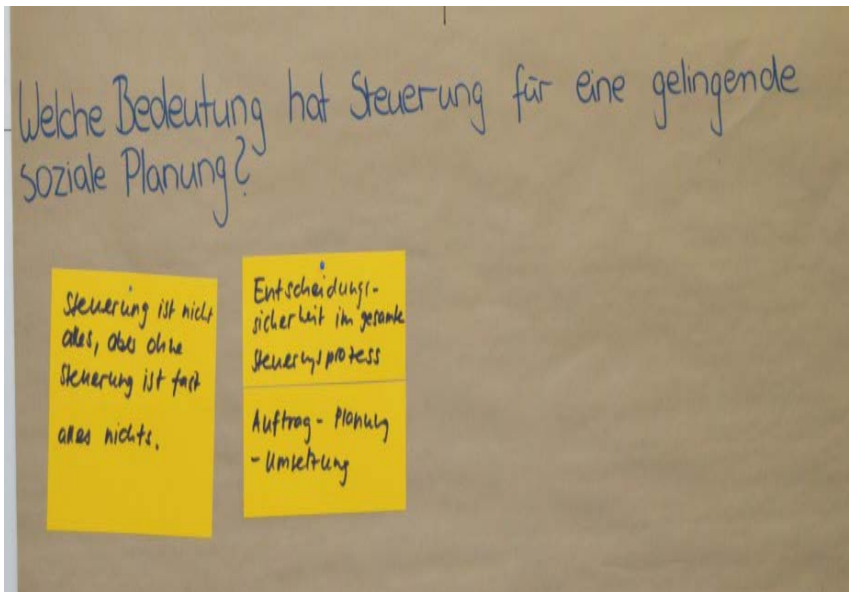 Welche Bedeutung hat Steuerung für eine gelingende
soziale Planung?
Steuerung ist nicht
alles, aber ohne
Steuerung ist fast
alles nichts.
Entscheidungs-
sicherheit im gesamte
Steuerungsprozess
Auftrag - Planung
- Umsetzung